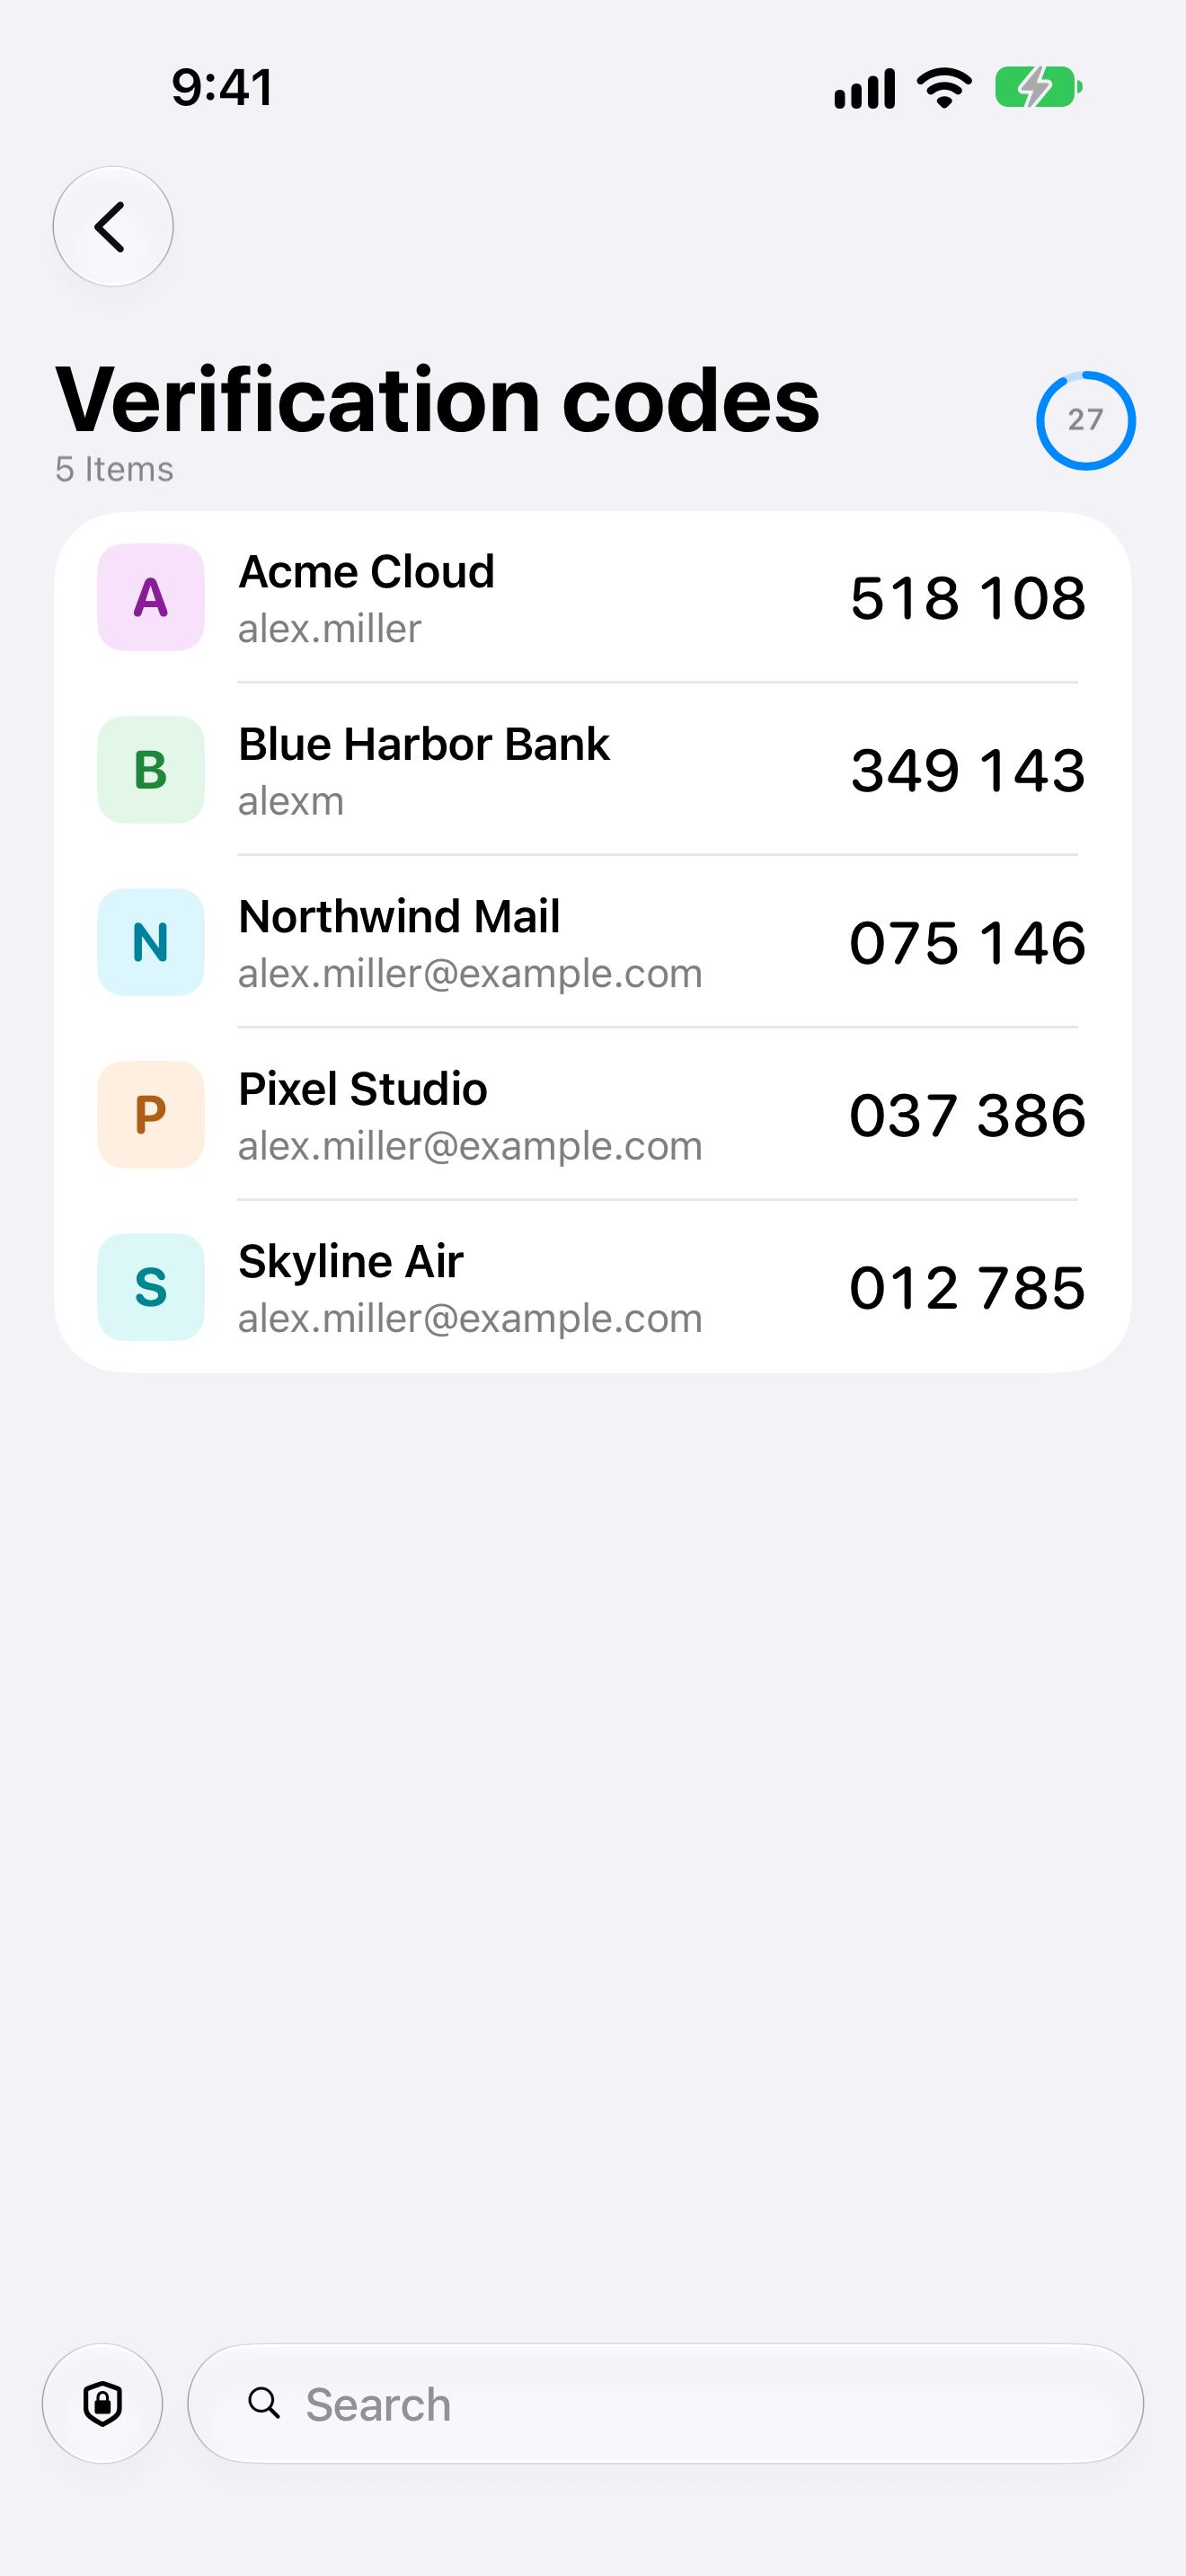 9:41
Verification codes
27
5 Items
A
Acme Cloud
518 108
alex.miller
B
Blue Harbor Bank
349 143
alexm
N
Northwind Mail
075 146
alex.miller@example.com
P
Pixel Studio
037 386
alex.miller@example.com
S
Skyline Air
012 785
alex.miller@example.com
Search